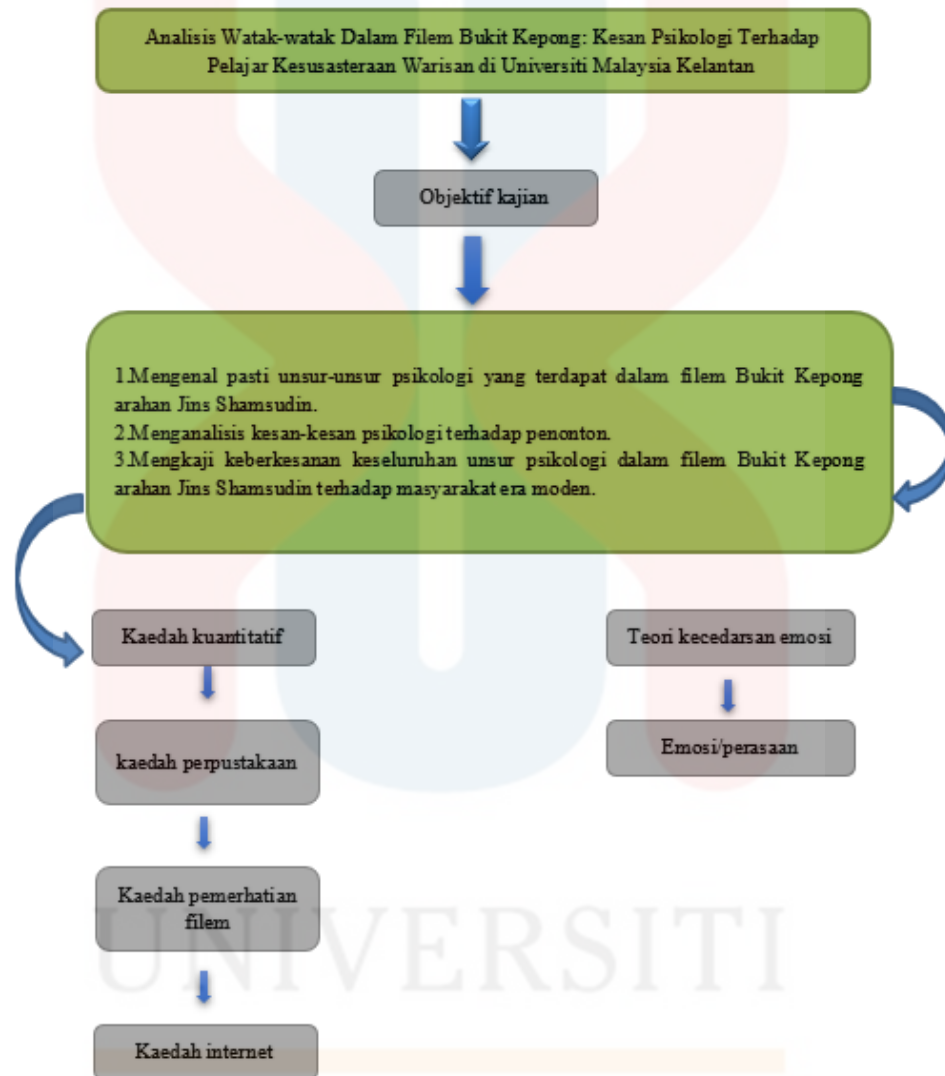 Analisis Watak-watak Dalam Filem Bukit Kepong: Kesan Psikologi Terhadap
Pelajar Kesusasteraan Warisan di Universiti Malaysia Kelantan
Objektif kajian
1.Mengenal pasti unsur-unsur psikologi yang terdapat dalam filem Bukit Kepong
arahan Jins Shamsudin.
2.Menganalisis kesan-kesan psikologi terhadap penonton.
3.Mengkaji keberkesanan keseluruhan unsur psikologi dalam filem Bukit Kepong
arahan Jins Shamsudin terhadap masyarakat era moden.
Kaedah kuantitatif
kaedah perpustakaan
Kaedah pemerhatian
filem
Kaedah internet
Teori kecedarsan emosi
Emosi/perasaan
UNIVERSITI